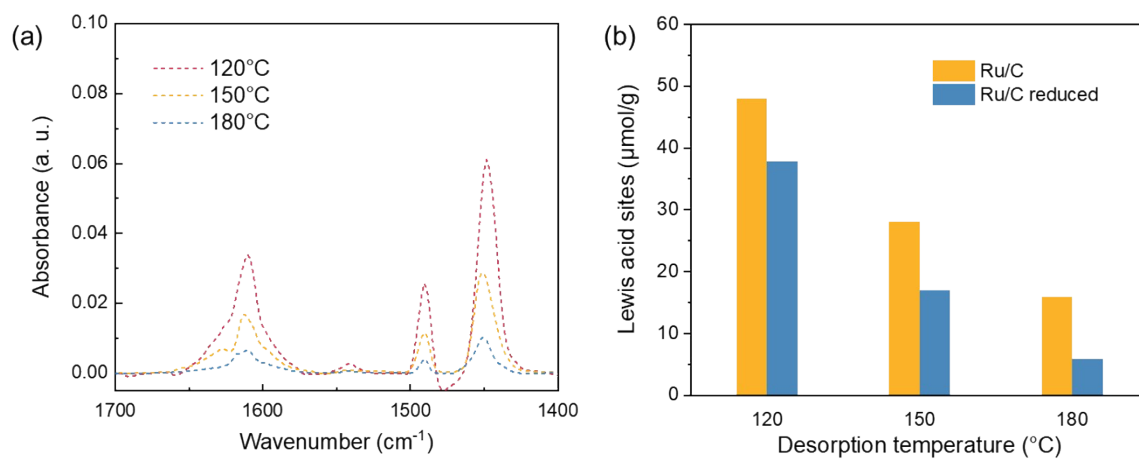 (a)
0.10
0.08
0.06
0.04
0.02
0.00
Absorbance (a. u.)
120°C
150°C
180°C
1700
1600
1500
1400
Wavenumber (cm⁻¹)
(b)
60
50
40
30
20
10
0
Lewis acid sites (μmol/g)
Ru/C
Ru/C reduced
120
150
180
Desorption temperature (°C)